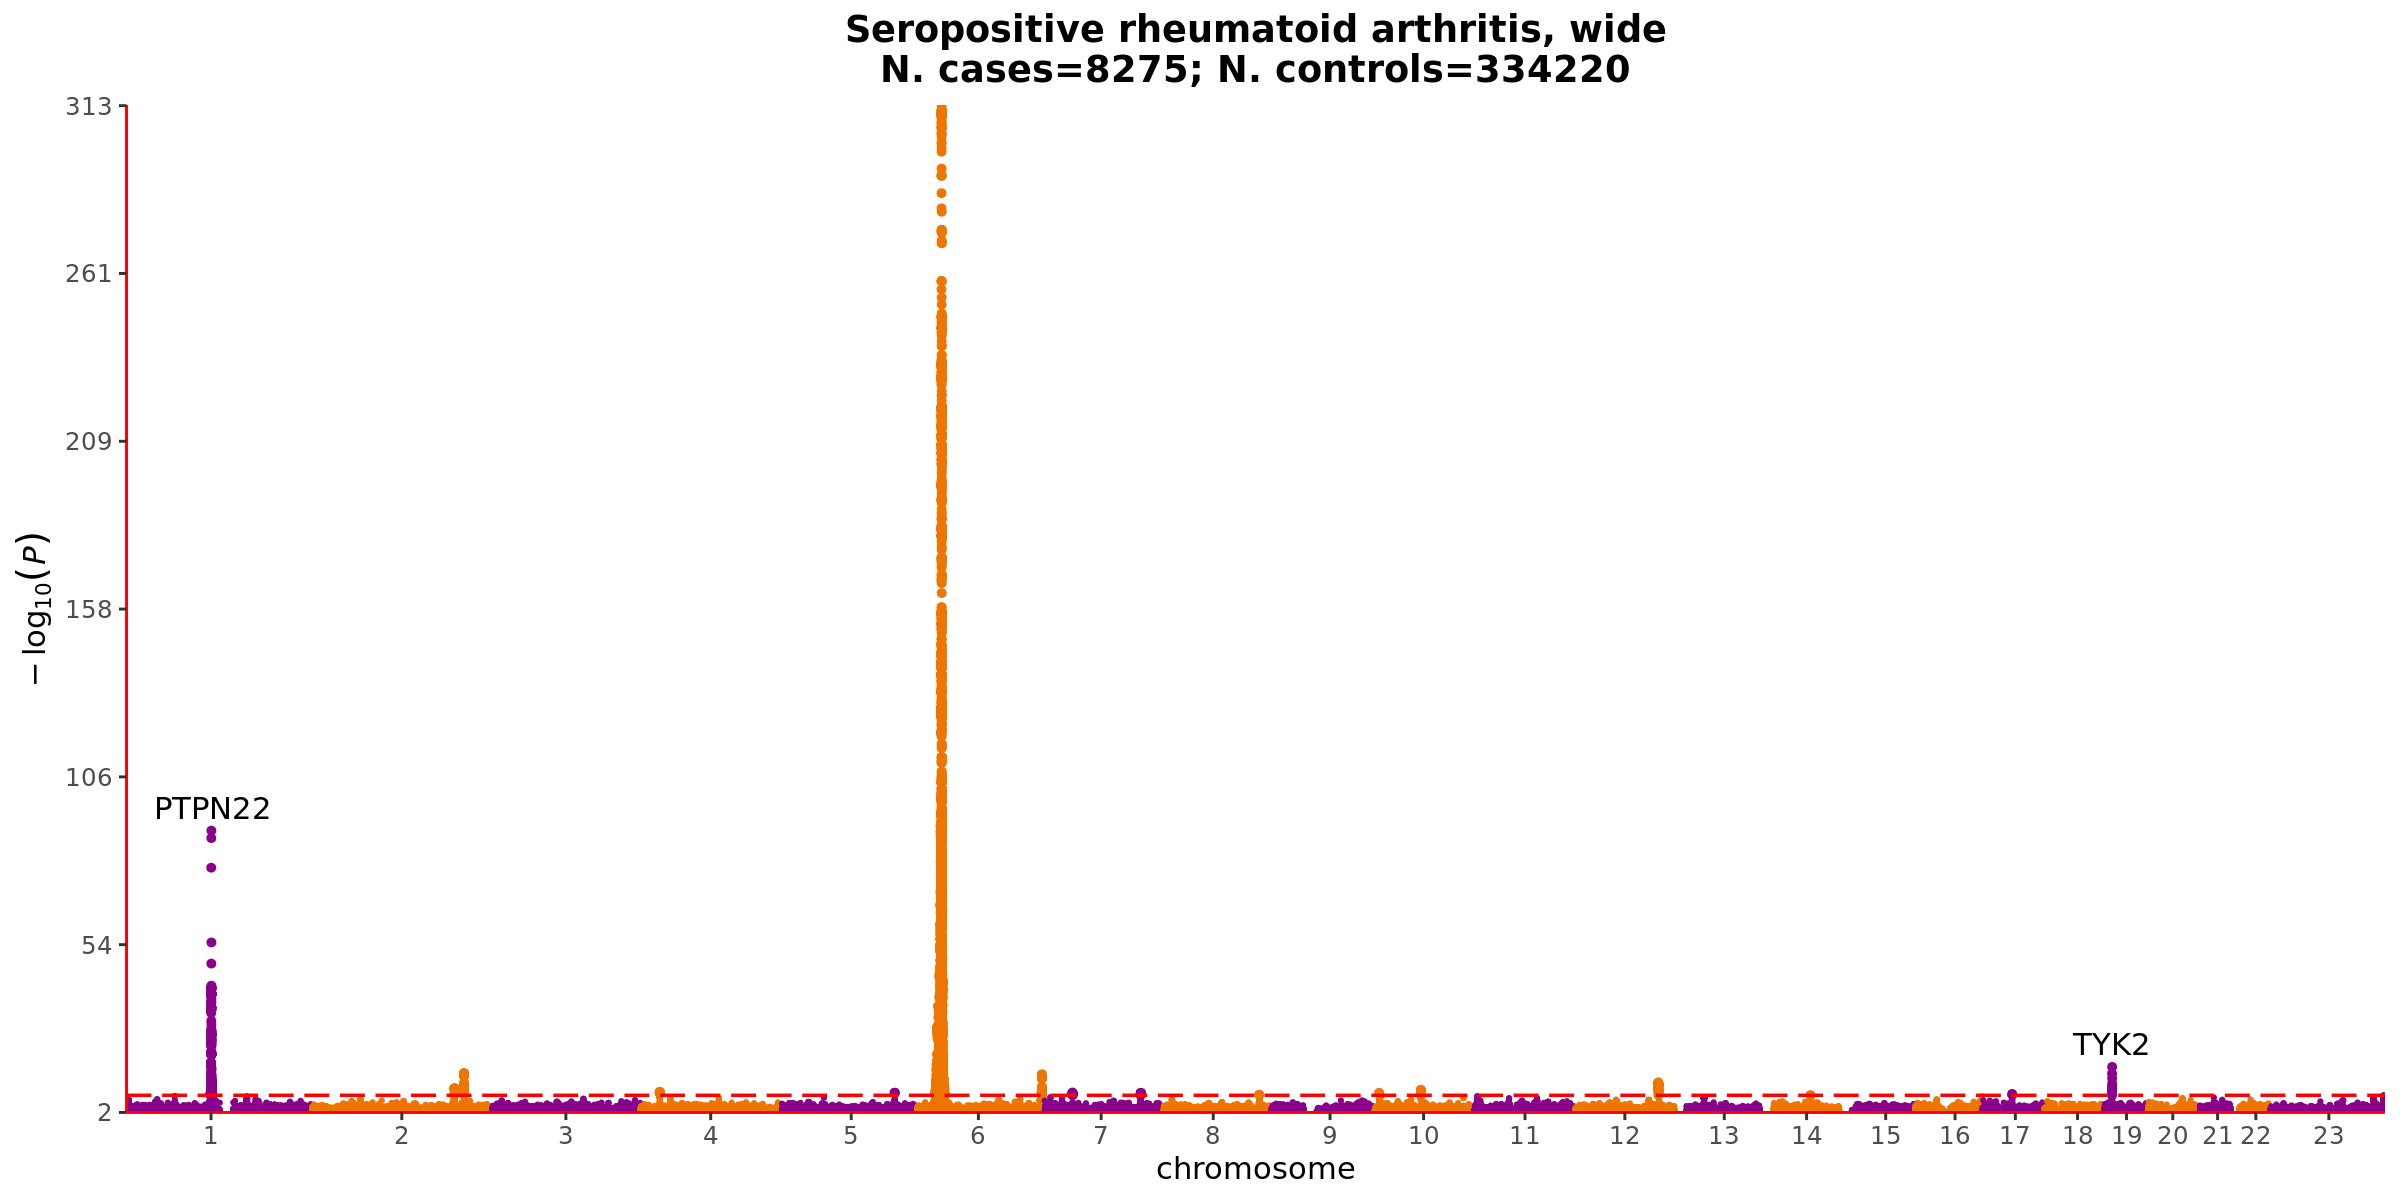 Seropositive rheumatoid arthritis, wide
N. cases=8275; N. controls=334220
313
261
209
158
106
54
2
− log10(P)
PTPN22
TYK2
1 2 3 4 5 6 7 8 9 10 11 12 13 14 15 16 17 18 19 20 21 22 23
chromosome